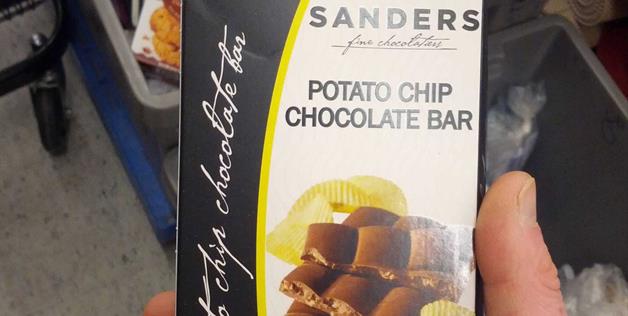 SANDERS
fine chocolatiers
POTATO CHIP
CHOCOLATE BAR
chip chocolate bar